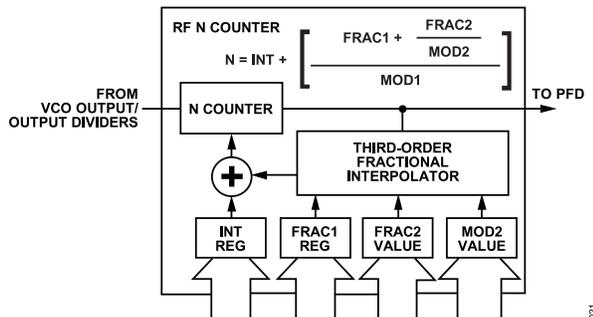 RF N COUNTER
N = INT +
FRAC1 +
FRAC2
MOD2
MOD1
FROM
VCO OUTPUT/
OUTPUT DIVIDERS
N COUNTER
TO PFD
THIRD-ORDER
FRACTIONAL
INTERPOLATOR
+
INT
REG
FRAC1
REG
FRAC2
VALUE
MOD2
VALUE